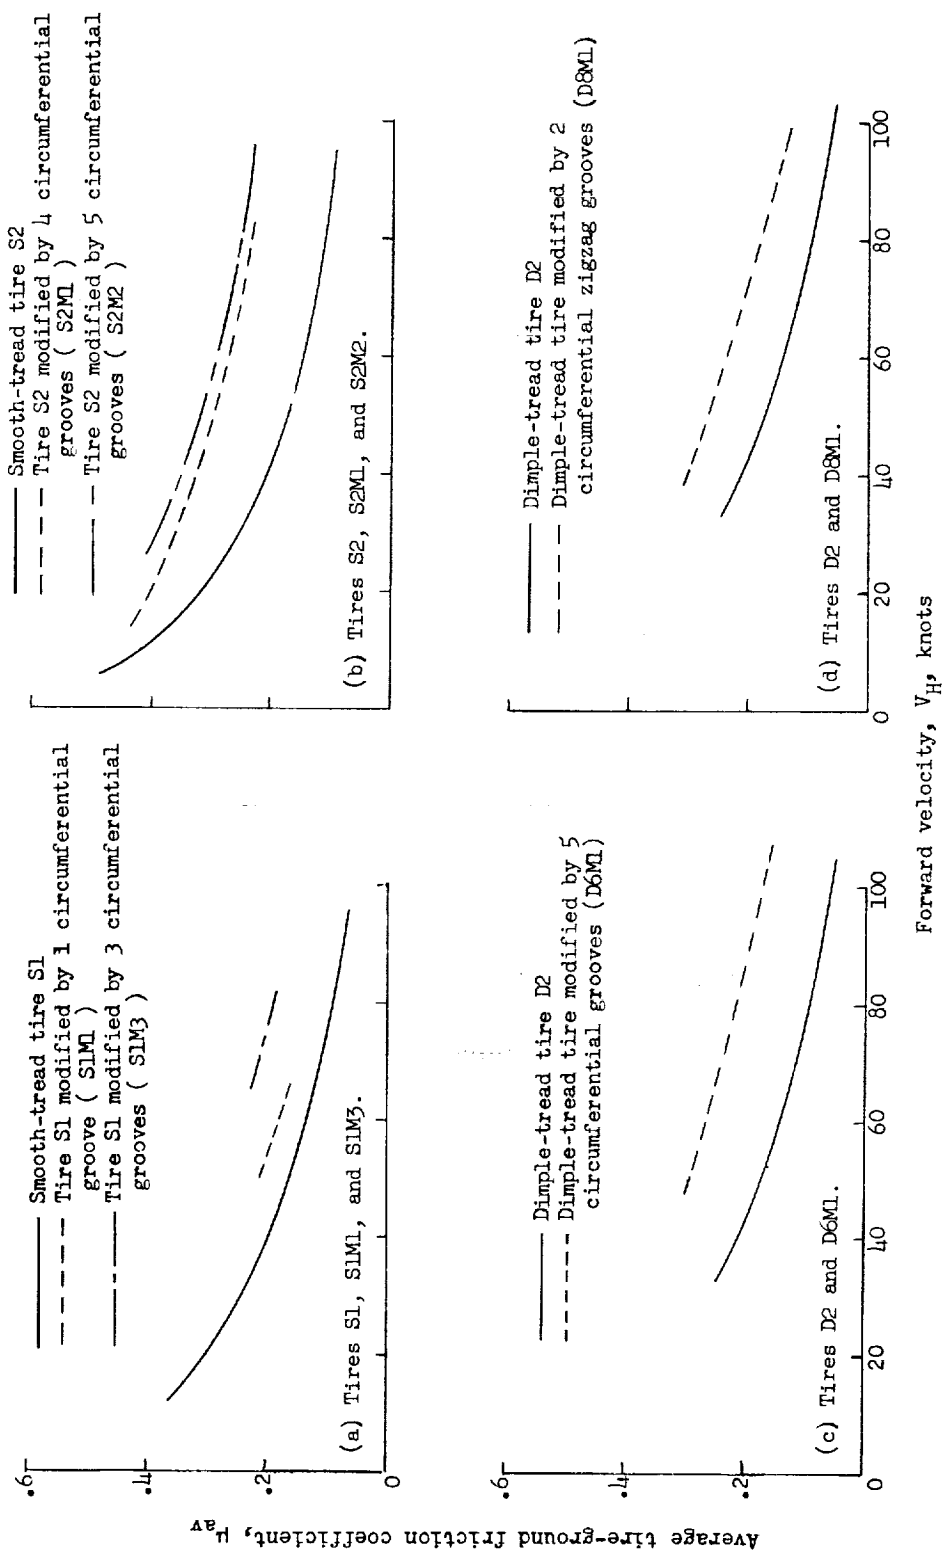 Smooth-tread tire S1
Tire S1 modified by 1 circumferential
groove ( S1M1 )
Tire S1 modified by 3 circumferential
grooves ( S1M3 )
.6
.4
.2
0
(a) Tires S1, S1M1, and S1M3.
Smooth-tread tire S2
Tire S2 modified by 4 circumferential
grooves ( S2M1 )
Tire S2 modified by 5 circumferential
grooves ( S2M2 )
(b) Tires S2, S2M1, and S2M2.
Average tire-ground friction coefficient, μav
Dimple-tread tire D2
Dimple-tread tire modified by 5
circumferential grooves (D6M1)
.6
.4
.2
0
(c) Tires D2 and D6M1.
0 20 40 60 80 100
Dimple-tread tire D2
Dimple-tread tire modified by 2
circumferential zigzag grooves (D8M1)
(d) Tires D2 and D8M1.
0 20 40 60 80 100
Forward velocity, VH, knots